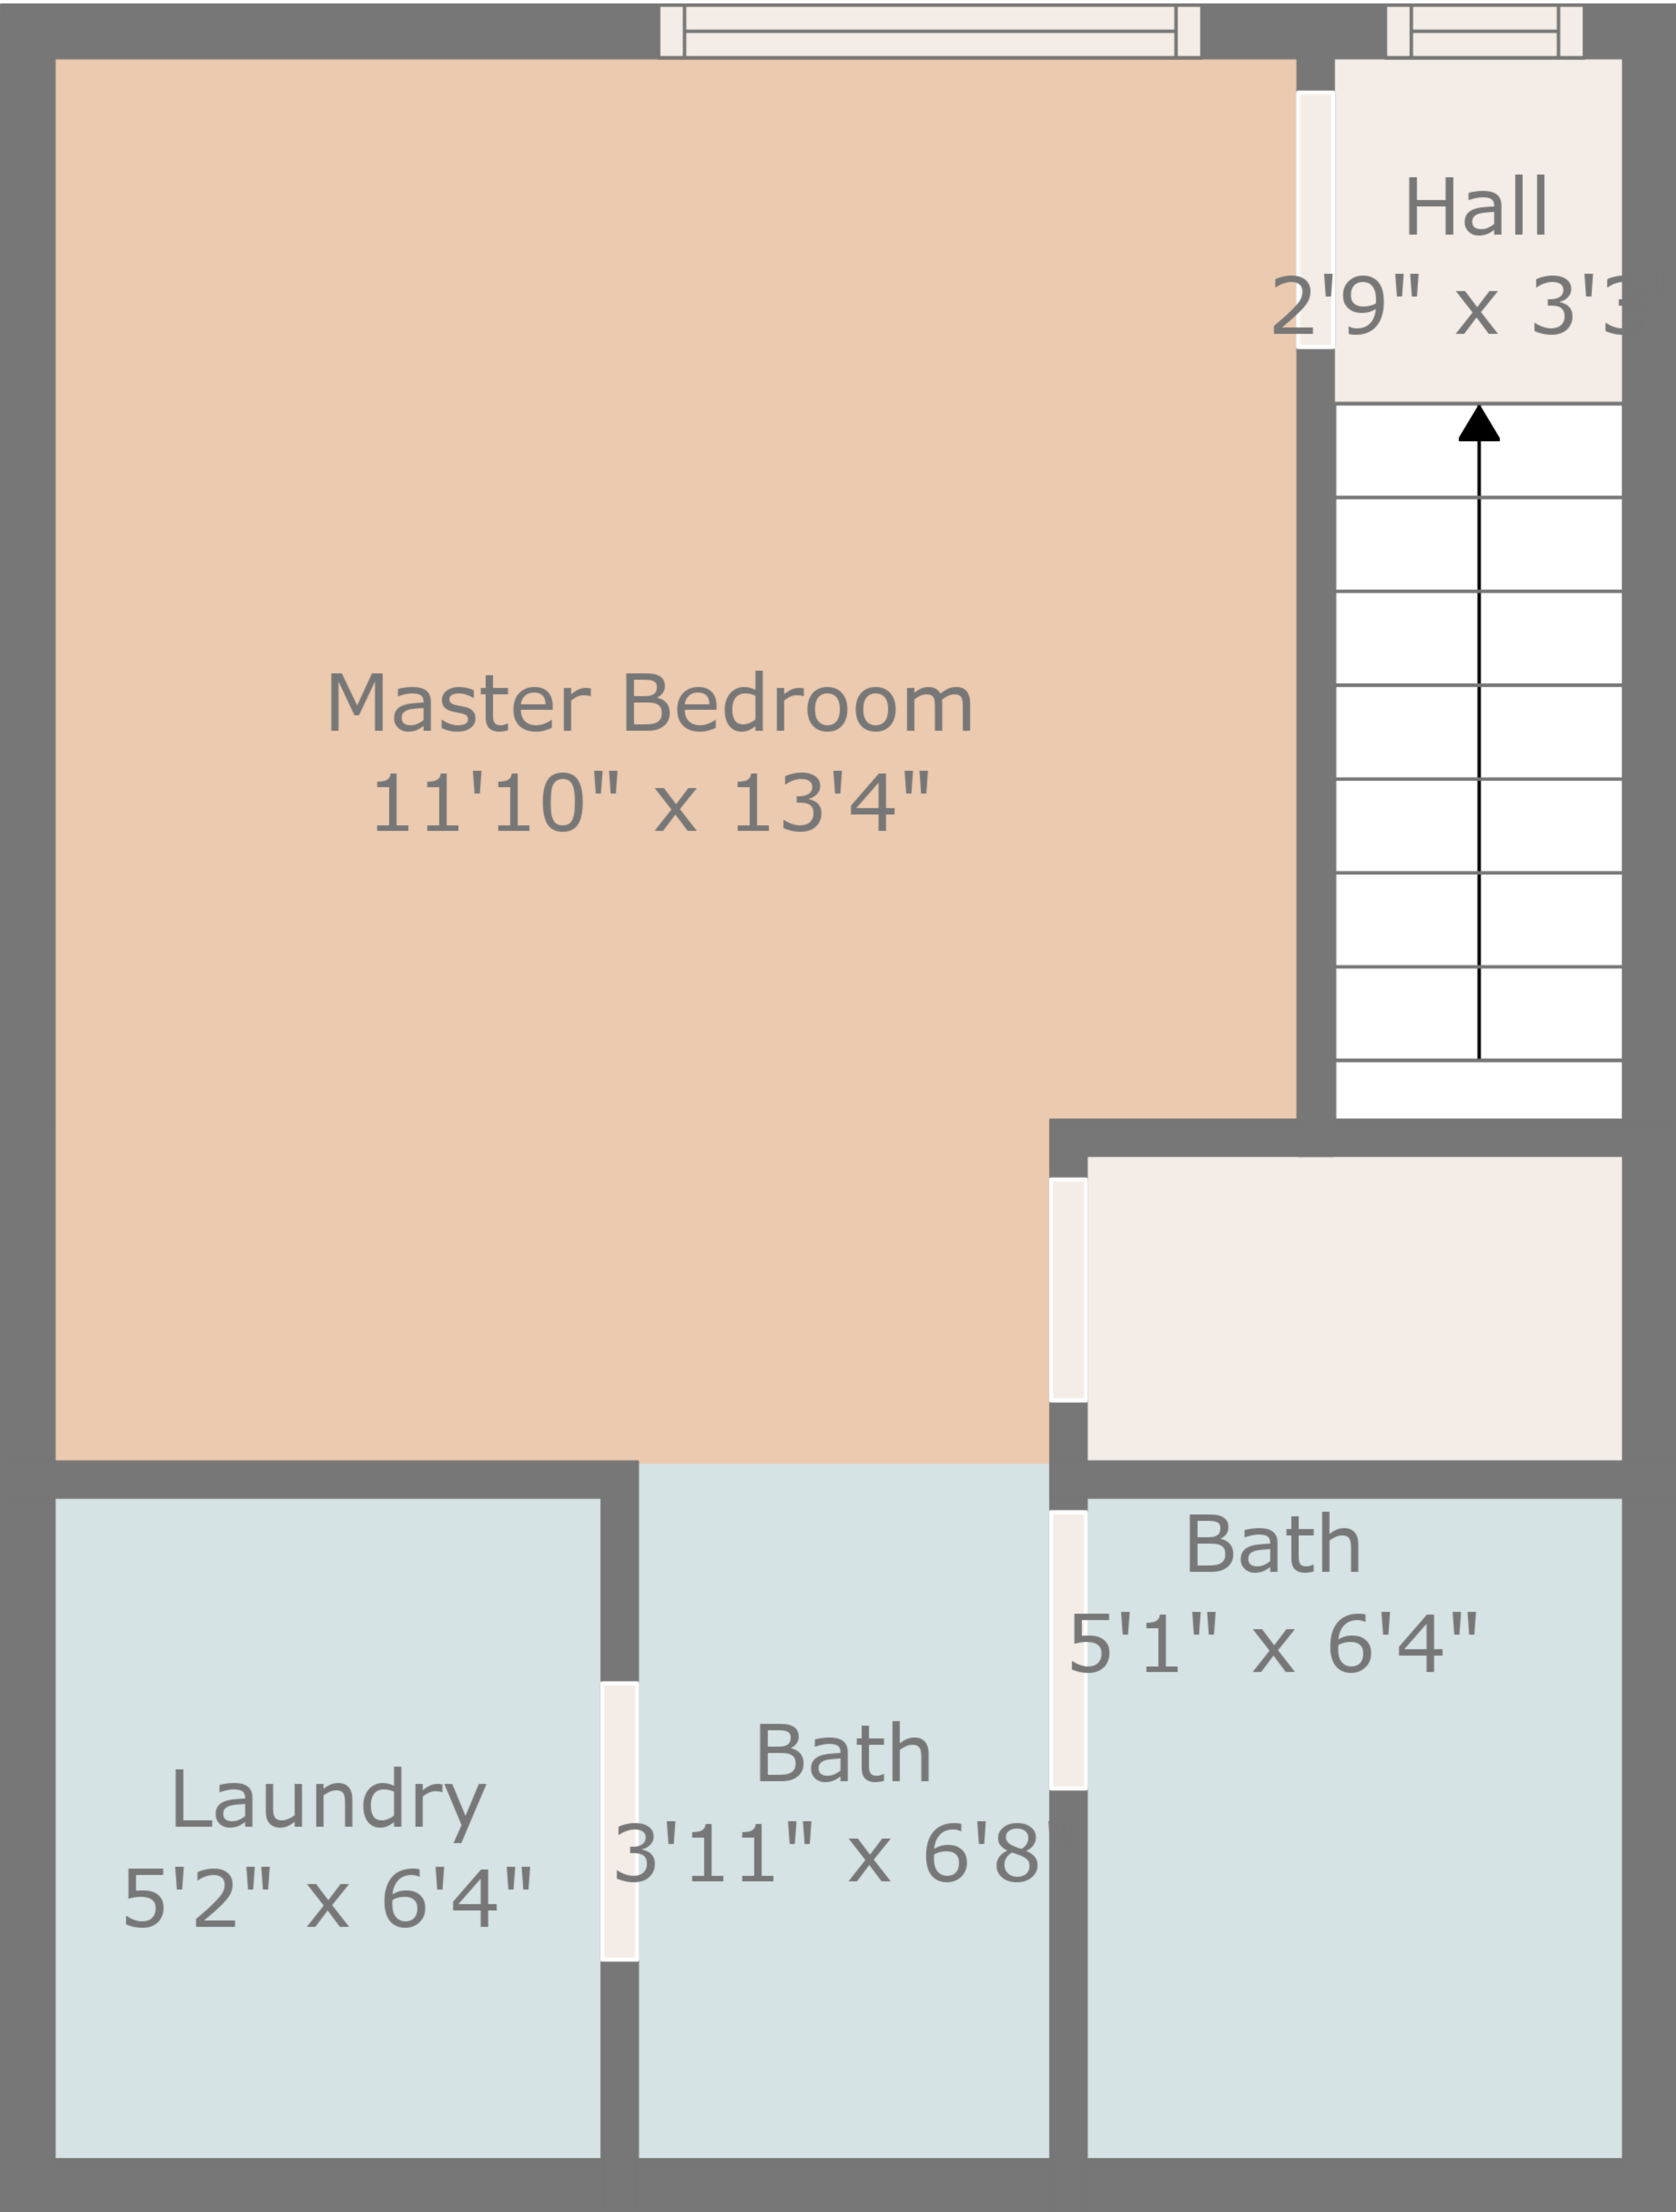 Hall
2'9" x 3'3
Master Bedroom
11'10" x 13'4"
Bath
5'1" x 6'4"
Bath
3'11" x 6'8
Laundry
5'2" x 6'4"